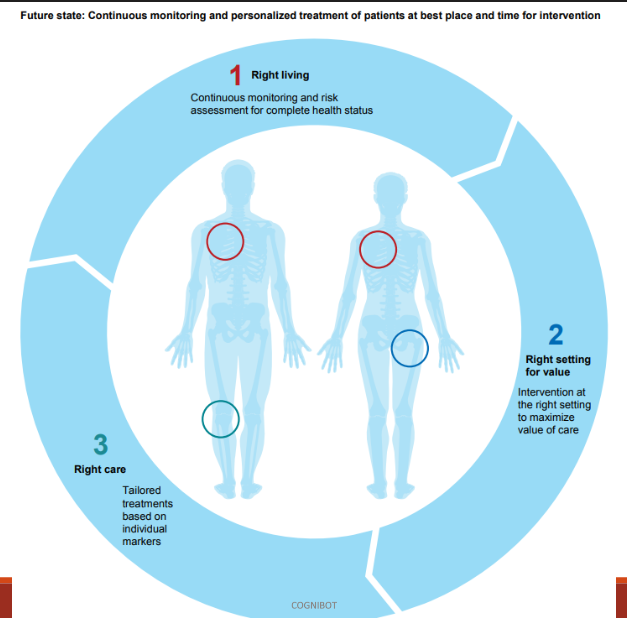 Future state: Continuous monitoring and personalized treatment of patients at best place and time for intervention
1 Right living
Continuous monitoring and risk
assessment for complete health status
2
Right setting
for value
Intervention at
the right setting
to maximize
value of care
3
Right care
Tailored
treatments
based on
individual
markers
COGNIBOT